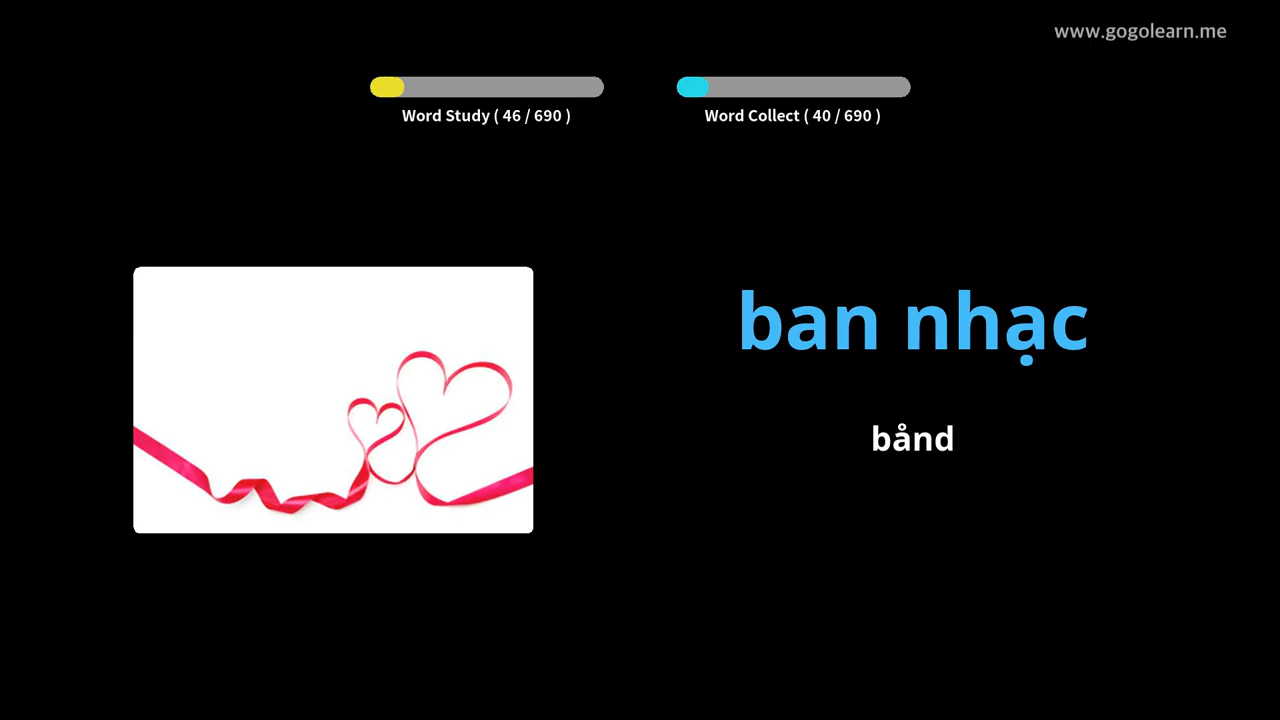 www.gogolearn.me
Word Study ( 46 / 690 )
Word Collect ( 40 / 690 )
ban nhạc
bånd